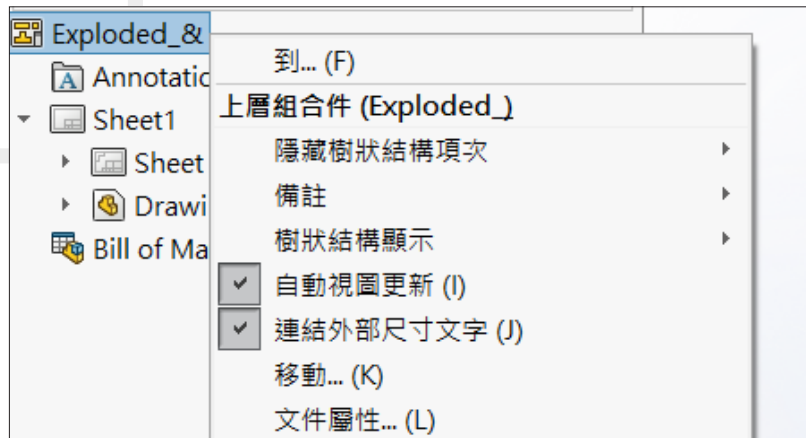 Exploded_&
Annotatic
Sheet1
Sheet
Drawi
Bill of Ma
到... (F)
上層組合件 (Exploded_)
隱藏樹狀結構項次
備註
樹狀結構顯示
自動視圖更新 (I)
連結外部尺寸文字 (J)
移動... (K)
文件屬性... (L)